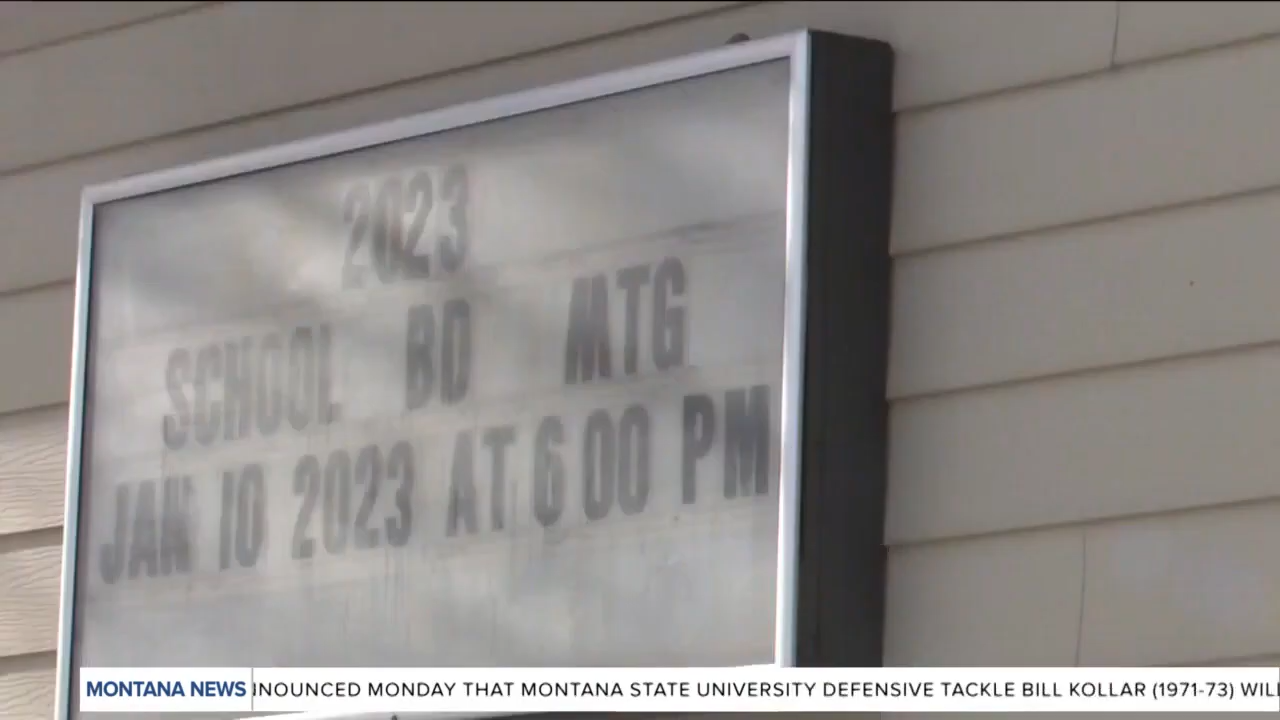 2023
SCHOOL BD MTG
JAN 10 2023 AT 6 00 PM
MONTANA NEWS
NOUNCED MONDAY THAT MONTANA STATE UNIVERSITY DEFENSIVE TACKLE BILL KOLLAR (1971-73) WIL